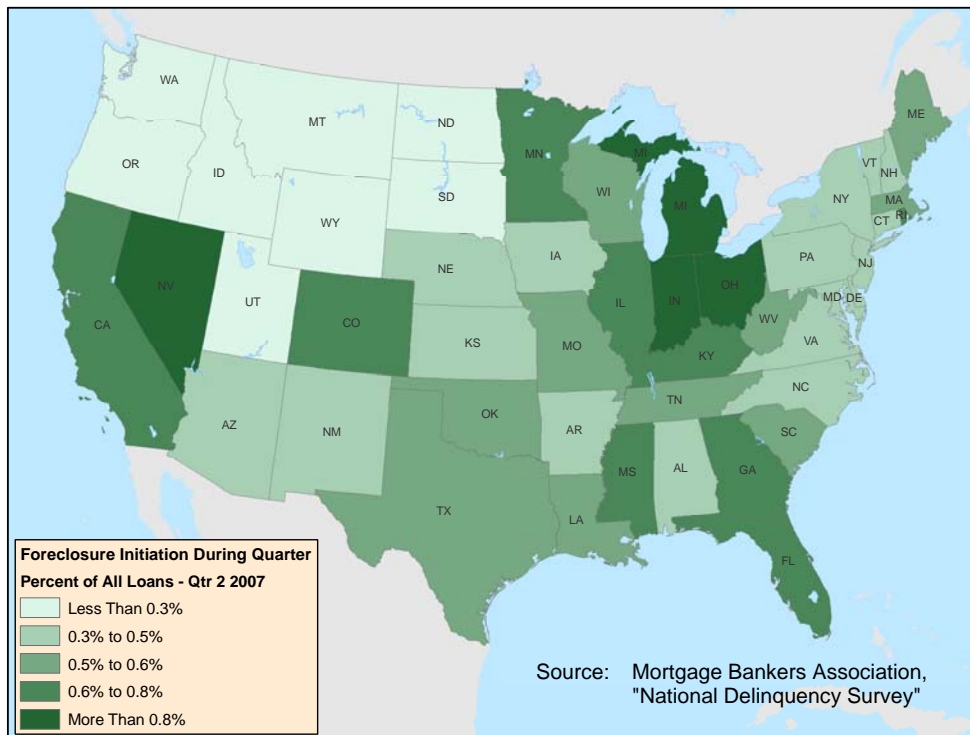 WA
MT
ND
ME
MN
OR
ID
SD
WI
MI
VT
NH
WY
MI
NY
MA
CT
RI
NE
IA
PA
NJ
NV
UT
IL
IN
OH
MD
DE
CA
CO
WV
KS
MO
KY
VA
AZ
NM
OK
TN
NC
AR
SC
MS
AL
GA
TX
LA
FL
Foreclosure Initiation During Quarter
Percent of All Loans - Qtr 2 2007
Less Than 0.3%
0.3% to 0.5%
0.5% to 0.6%
0.6% to 0.8%
More Than 0.8%
Source: Mortgage Bankers Association,
"National Delinquency Survey"